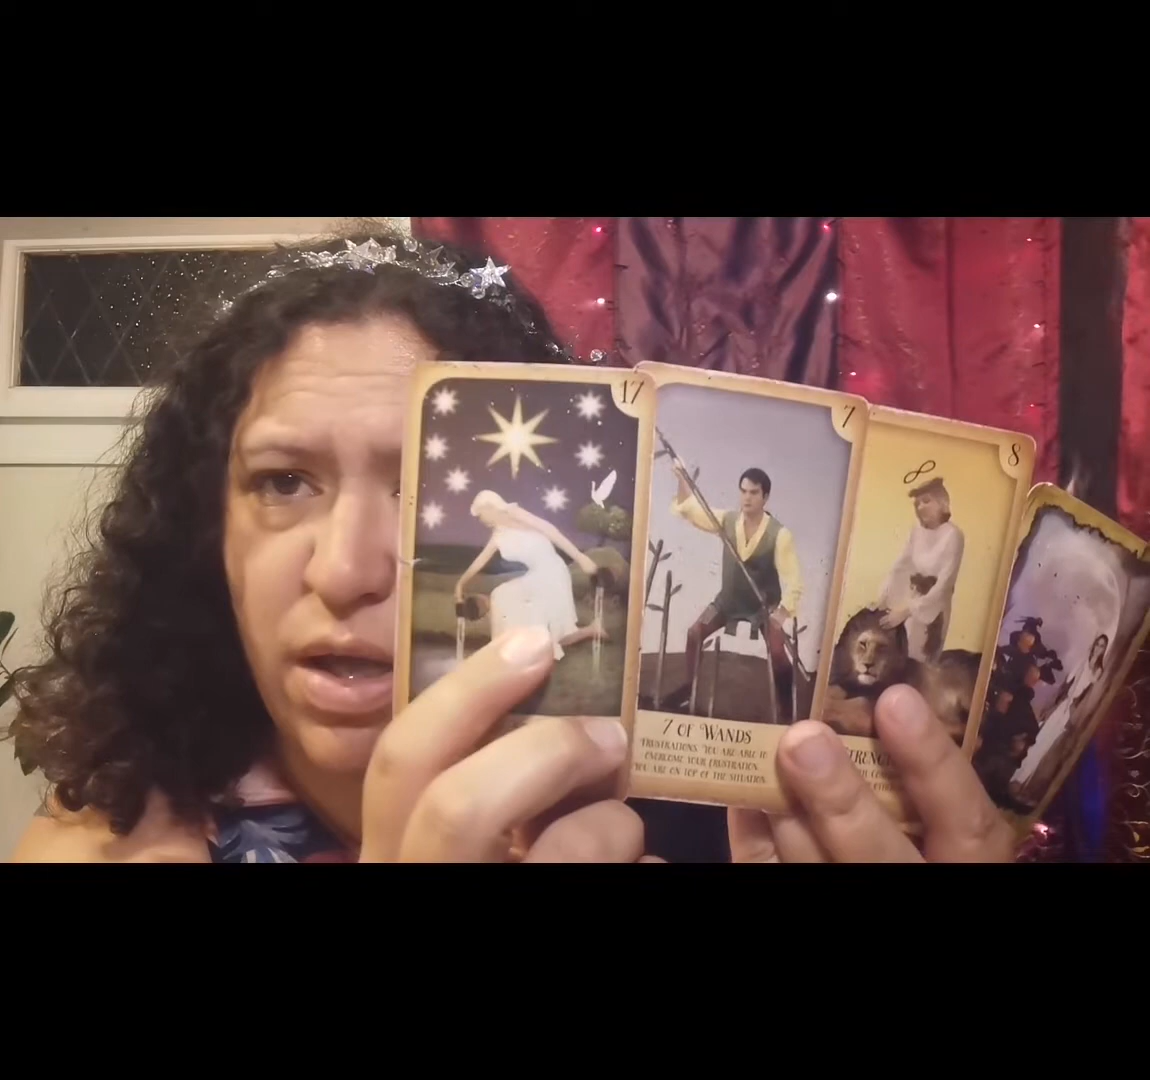 17
7
8
7 OF WANDS
FRUSTRATIONS. YOU ARE ABLE TO
OVERCOME YOUR FRUSTRATION...
YOU ARE ON TOP OF THE SITUATION.